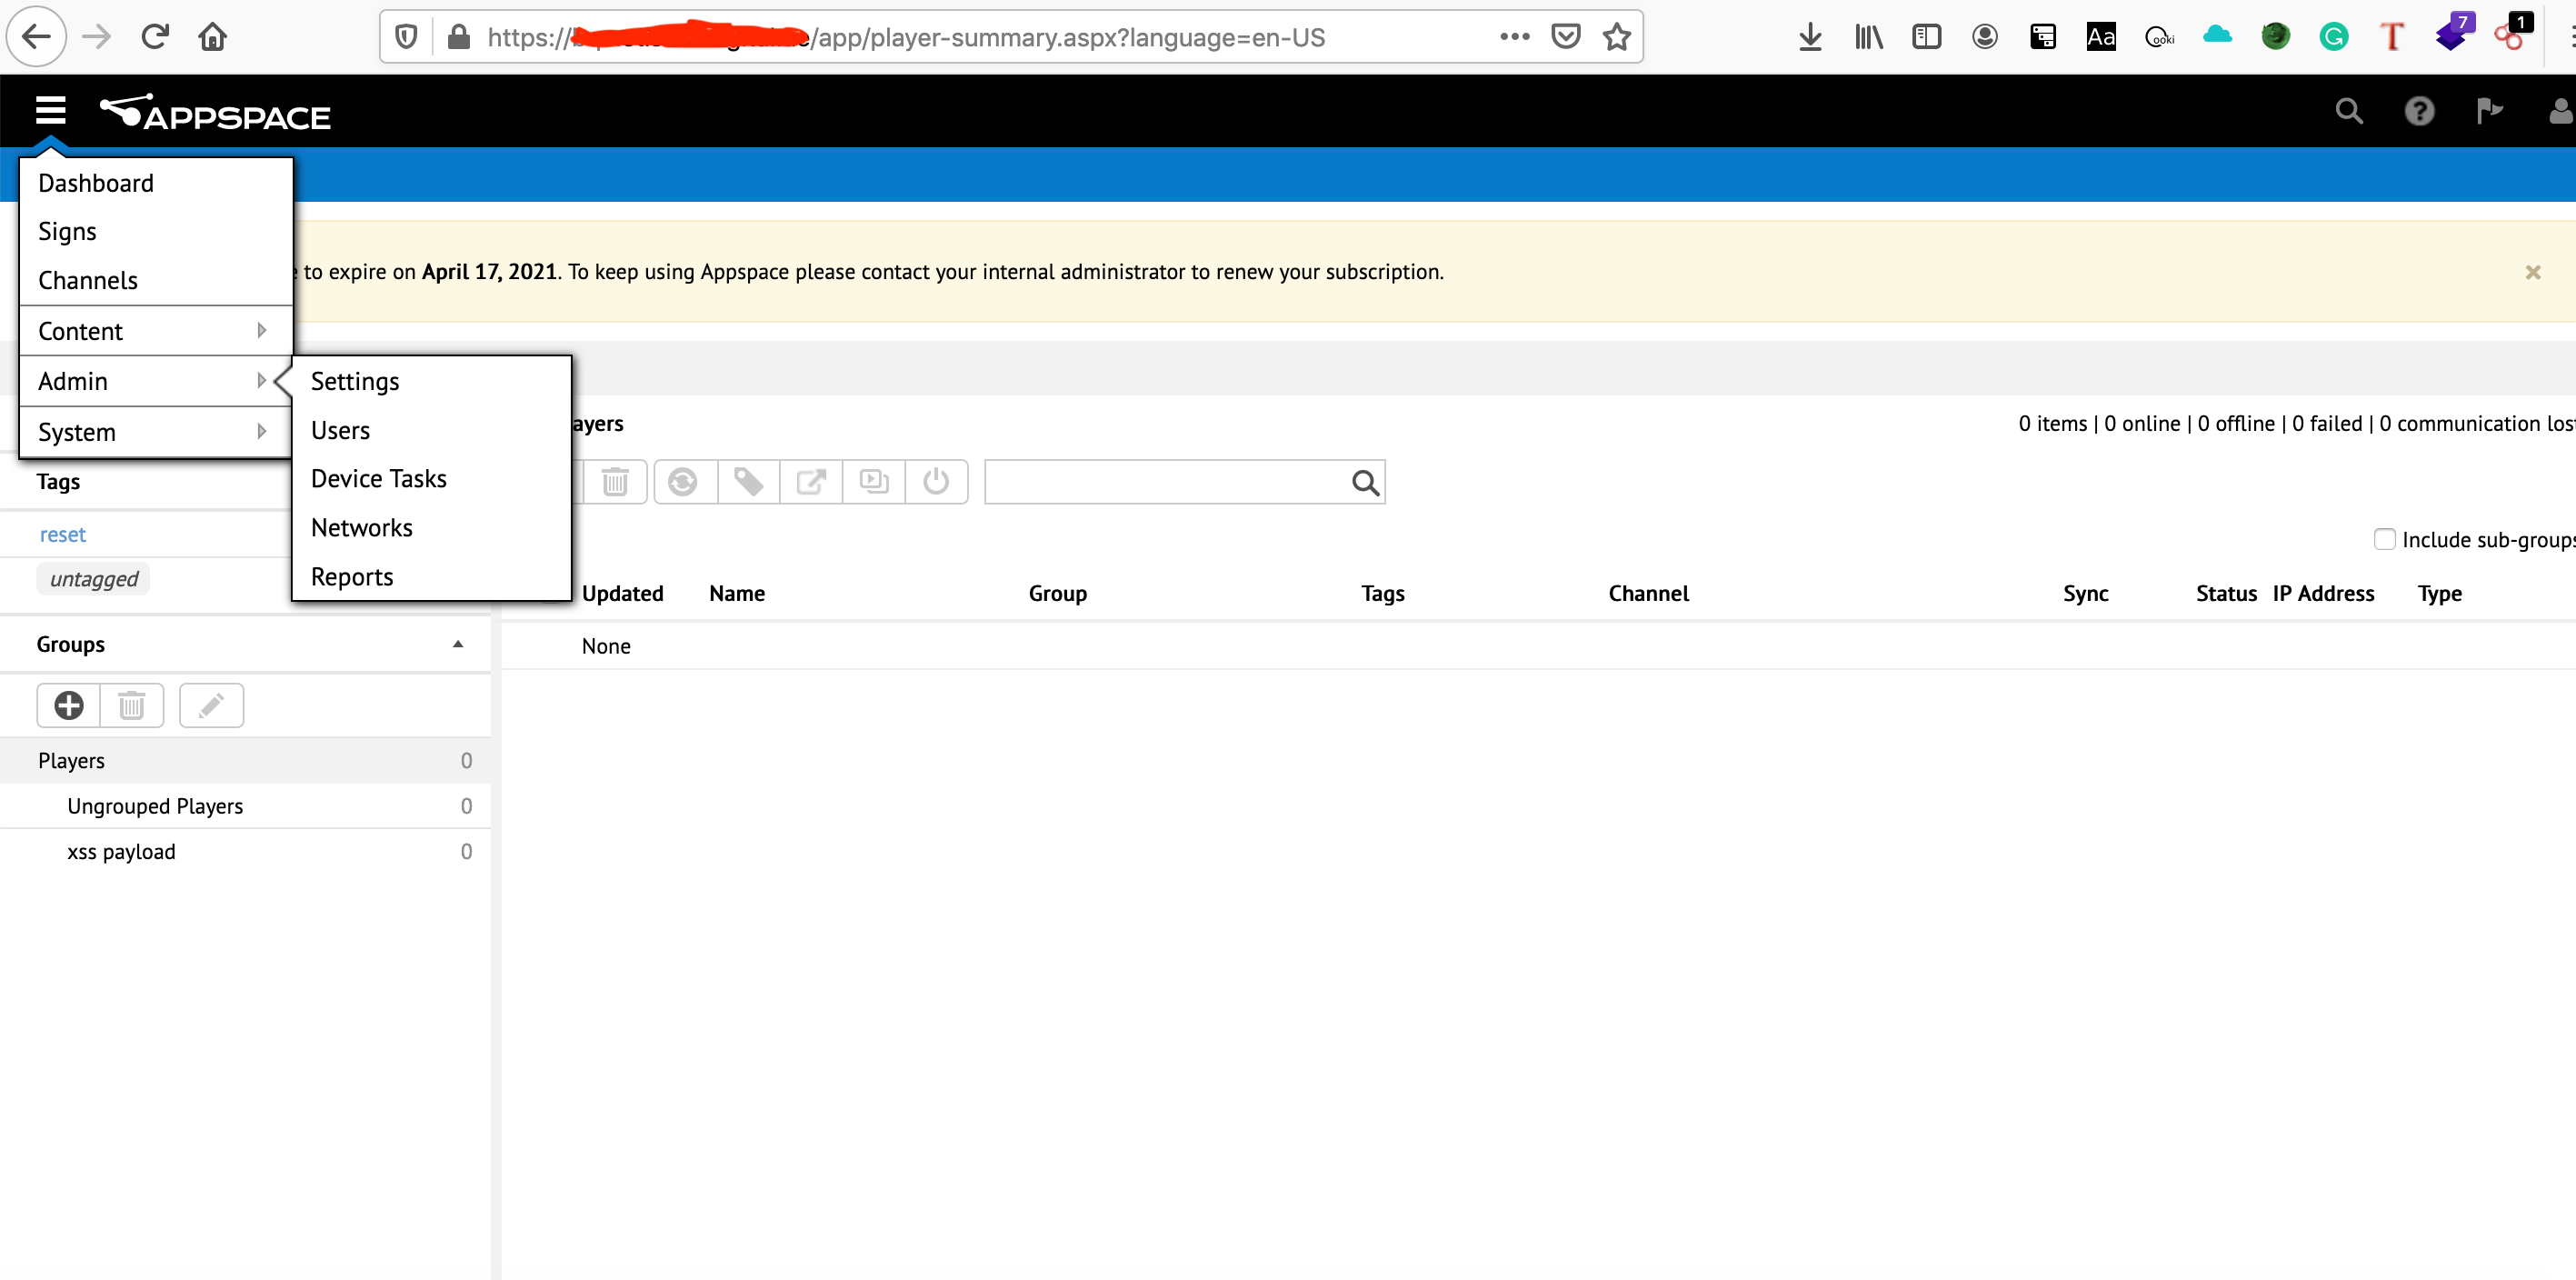 https:// /app/player-summary.aspx?language=en-US
Aa
ooki
T
7
1
APPSPACE
Dashboard
Signs
Channels
Content
Admin
System
Settings
Users
Device Tasks
Networks
Reports
to expire on April 17, 2021. To keep using Appspace please contact your internal administrator to renew your subscription.
ayers
0 items | 0 online | 0 offline | 0 failed | 0 communication los
Include sub-groups
Updated Name Group Tags Channel Sync Status IP Address Type
None
Tags
reset
untagged
Groups
Players 0
Ungrouped Players 0
xss payload 0